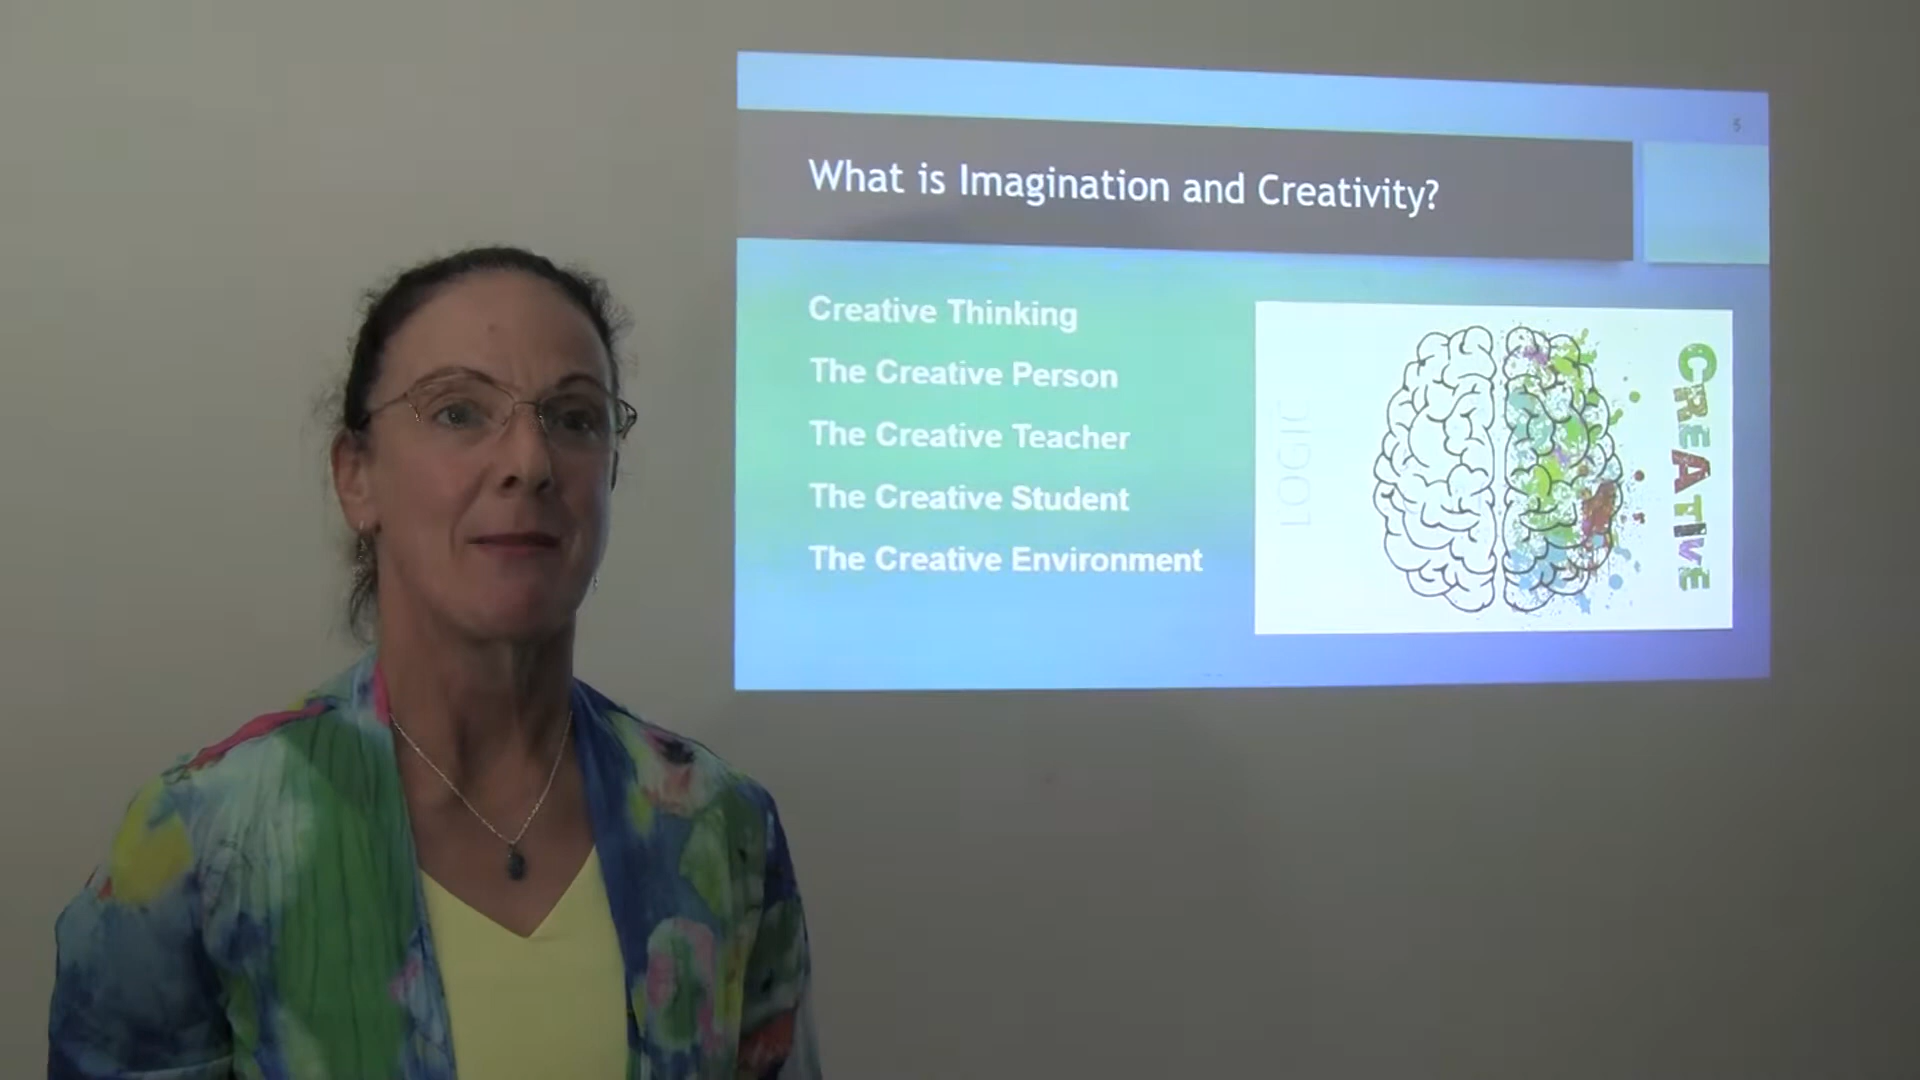 5
What is Imagination and Creativity?
Creative Thinking
The Creative Person
The Creative Teacher
The Creative Student
The Creative Environment
LOGIC
CREATIVE